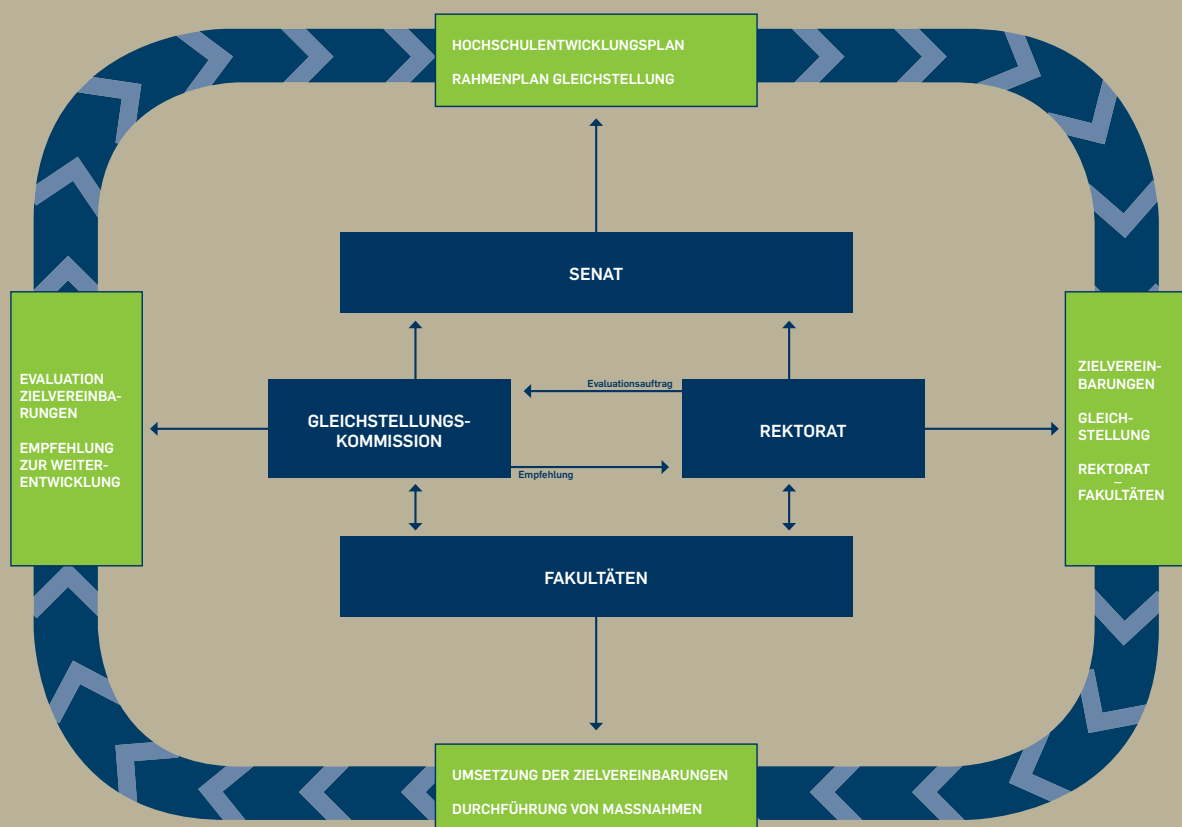 HOCHSCHULENTWICKLUNGSPLAN
RAHMENPLAN GLEICHSTELLUNG
SENAT
EVALUATION
ZIELVEREINBA-
RUNGEN
EMPFEHLUNG
ZUR WEITER-
ENTWICKLUNG
GLEICHSTELLUNGS-
KOMMISSION
Evaluationsauftrag
Empfehlung
REKTORAT
ZIELVEREIN-
BARUNGEN
GLEICH-
STELLUNG
REKTORAT
–
FAKULTÄTEN
FAKULTÄTEN
UMSETZUNG DER ZIELVEREINBARUNGEN
DURCHFÜHRUNG VON MASSNAHMEN